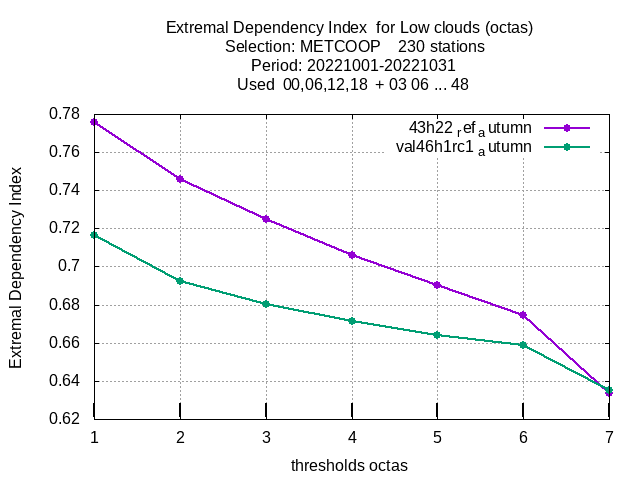 Extremal Dependency Index  for Low clouds (octas)
Selection: METCOOP    230 stations
Period: 20221001-20221031
Used  00,06,12,18  + 03 06 ... 48
43h22refautumn
val46h1rc1autumn
Extremal Dependency Index
0.78
0.76
0.74
0.72
0.7
0.68
0.66
0.64
0.62
1 2 3 4 5 6 7
thresholds octas